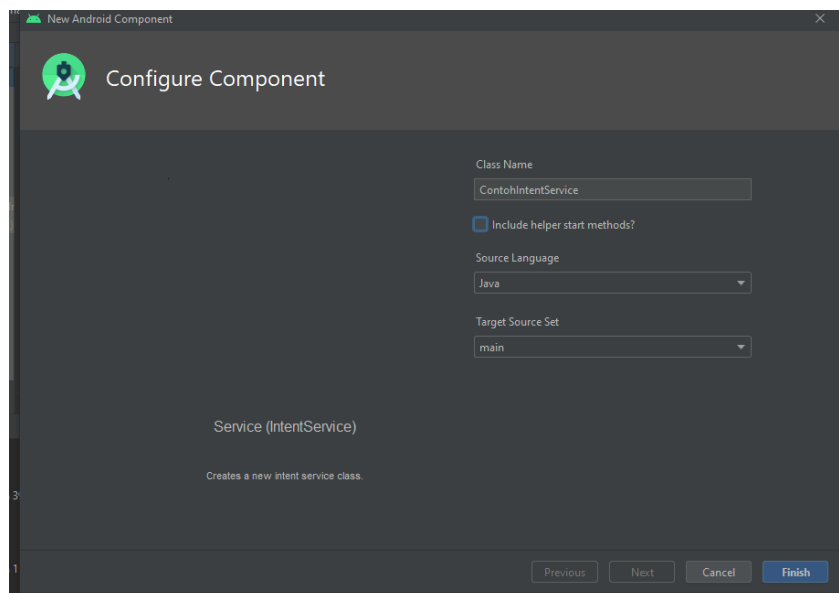 New Android Component
Configure Component
Class Name
ContohIntentService
Include helper start methods?
Source Language
Java
Target Source Set
main
Service (IntentService)
Creates a new intent service class.
Previous
Next
Cancel
Finish